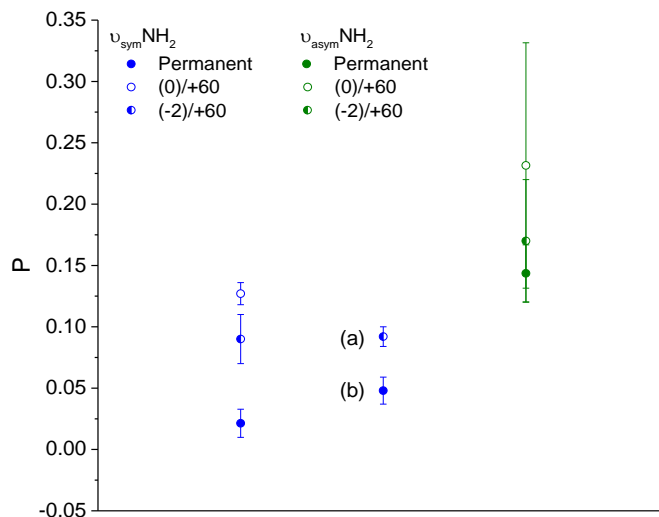 0.35
0.30
0.25
0.20
0.15
0.10
0.05
0.00
-0.05
P
υsymNH2 υasymNH2
Permanent Permanent
(0)/+60 (0)/+60
(-2)/+60 (-2)/+60
(a)
(b)